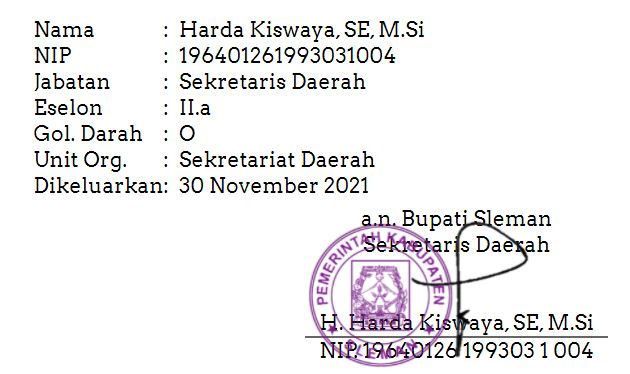 Nama : Harda Kiswaya, SE, M.Si
NIP : 196401261993031004
Jabatan : Sekretaris Daerah
Eselon : II.a
Gol. Darah : O
Unit Org. : Sekretariat Daerah
Dikeluarkan: 30 November 2021
a.n. Bupati Sleman
Sekretaris Daerah
PEMERINTAH KABUPATEN
SLEMAN
H. Harda Kiswaya, SE, M.Si
NIP. 19640126 199303 1 004